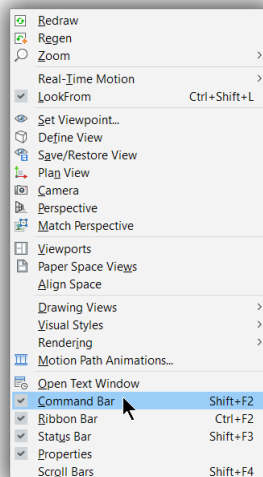 Redraw
Regen
Zoom
Real-Time Motion
LookFrom Ctrl+Shift+L
Set Viewpoint...
Define View
Save/Restore View
Plan View
Camera
Perspective
Match Perspective
Viewports
Paper Space Views
Align Space
Drawing Views
Visual Styles
Rendering
Motion Path Animations...
Open Text Window
Command Bar Shift+F2
Ribbon Bar Ctrl+F2
Status Bar Shift+F3
Properties
Scroll Bars Shift+F4